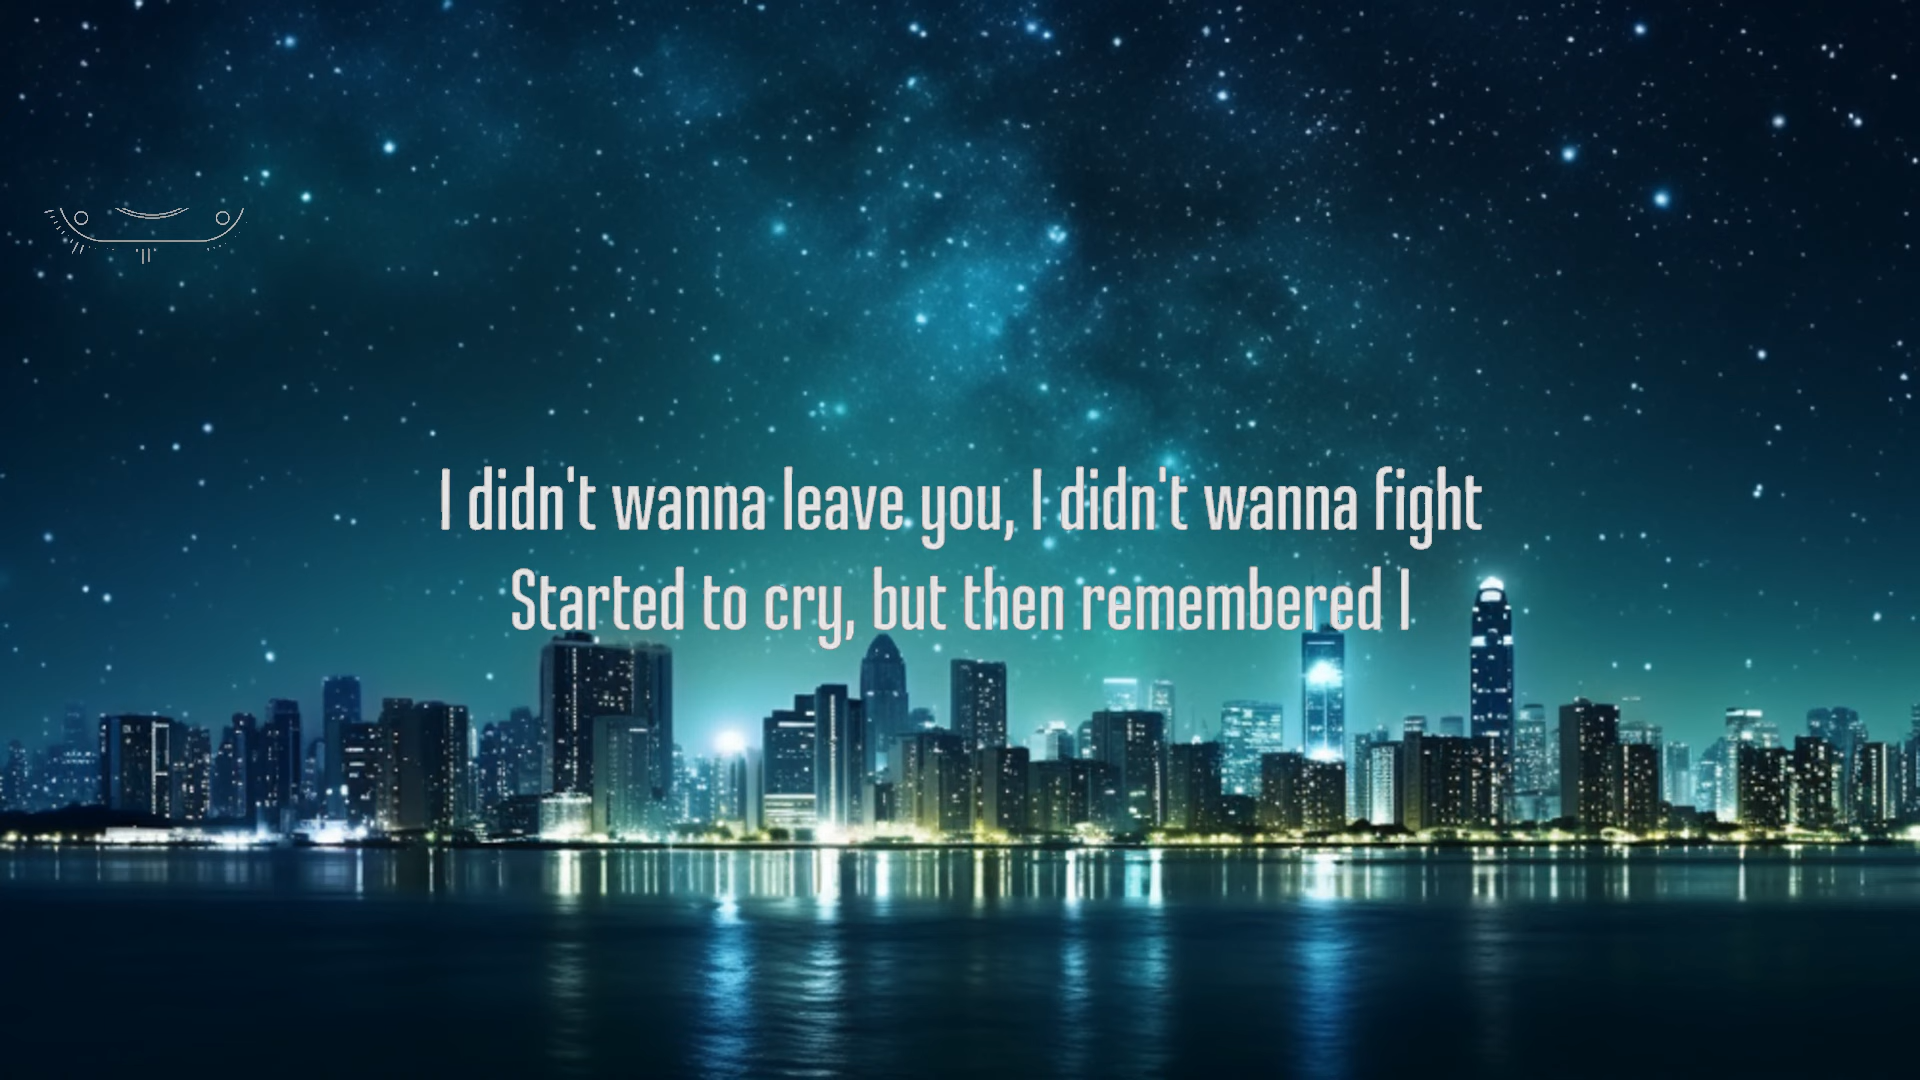 I didn't wanna leave you, I didn't wanna fight
Started to cry, but then remembered I